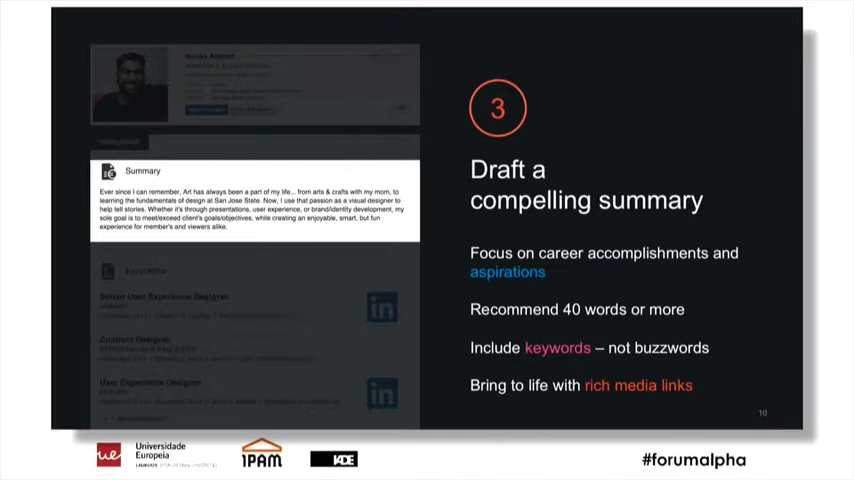 Summary
Ever since I can remember, Art has always been a part of my life... from arts & crafts with my mom, to
learning the fundamentals of design at San Jose State. Now, I use that passion as a visual designer to
help tell stories. Whether it's through presentations, user experience, or brand/identity development, my
sole goal is to meet/exceed client's goals/objectives, while creating an enjoyable, smart, but fun
experience for member's and viewers alike.
Experience
Senior User Experience Designer
in
Contract Designer
User Experience Designer
in
3
Draft a
compelling summary
Focus on career accomplishments and
aspirations
Recommend 40 words or more
Include keywords – not buzzwords
Bring to life with rich media links
10
ue
Universidade
Europeia
IPAM
IADE
#forumalpha